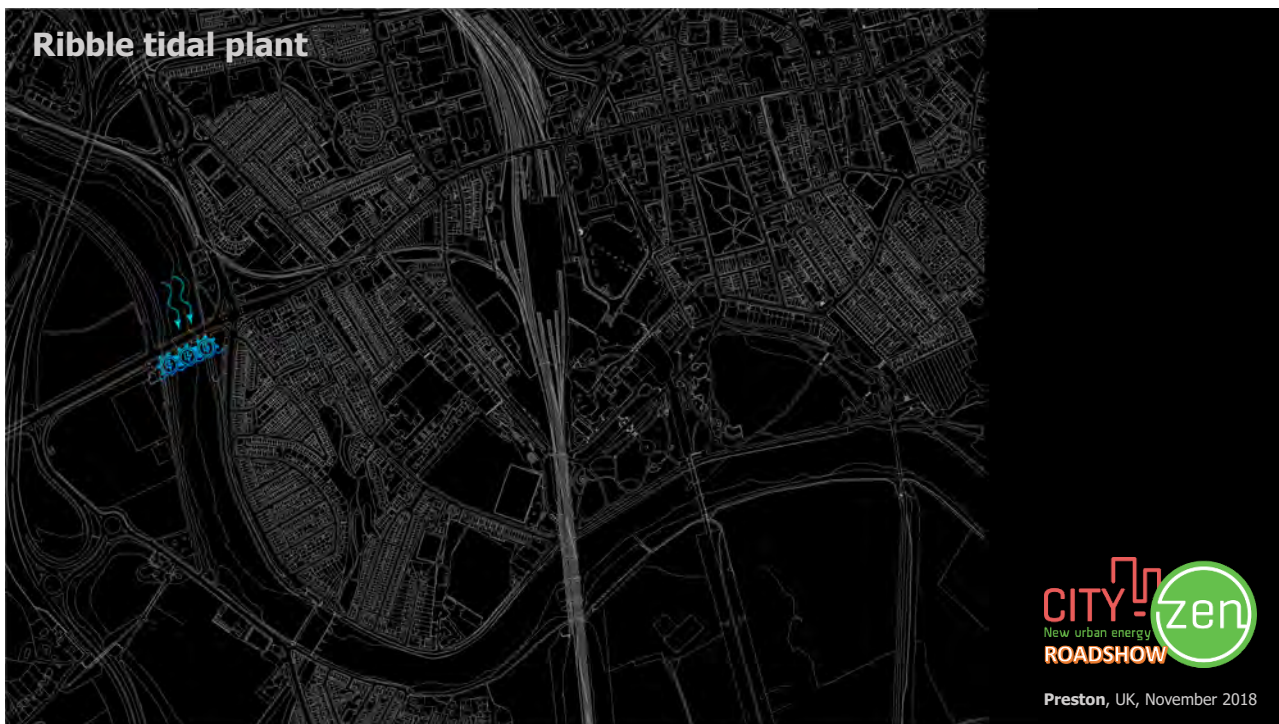 Ribble tidal plant
CITY zen
New urban energy
ROADSHOW
Preston, UK, November 2018